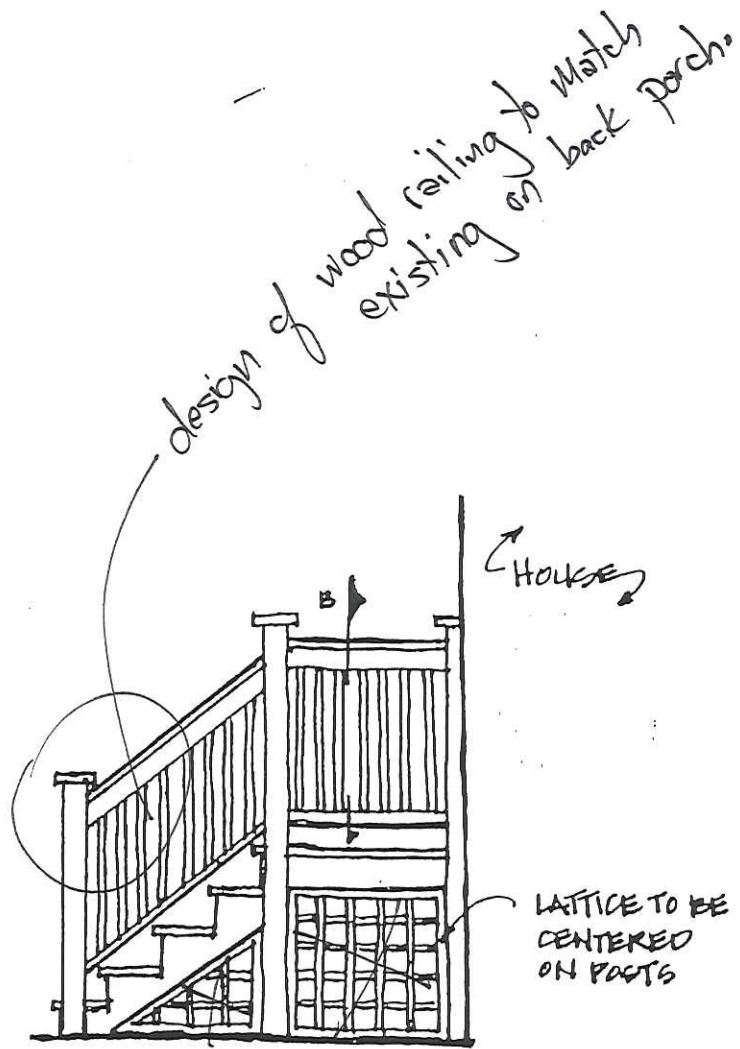 design of wood railing to match
existing on back porch.
HOUSE
B
LATTICE TO BE
CENTERED
ON POSTS